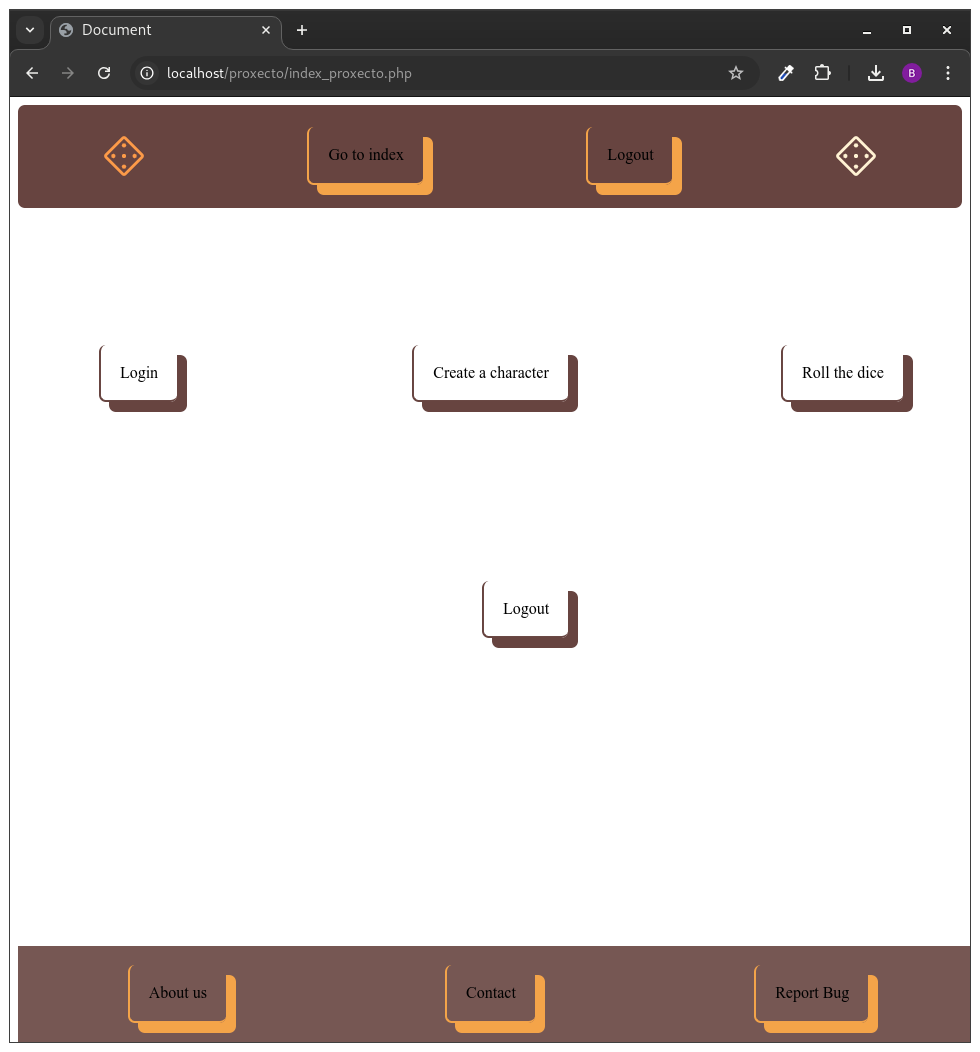 Document
localhost/proxecto/index_proxecto.php
B
Go to index
Logout
Login
Create a character
Roll the dice
Logout
About us
Contact
Report Bug